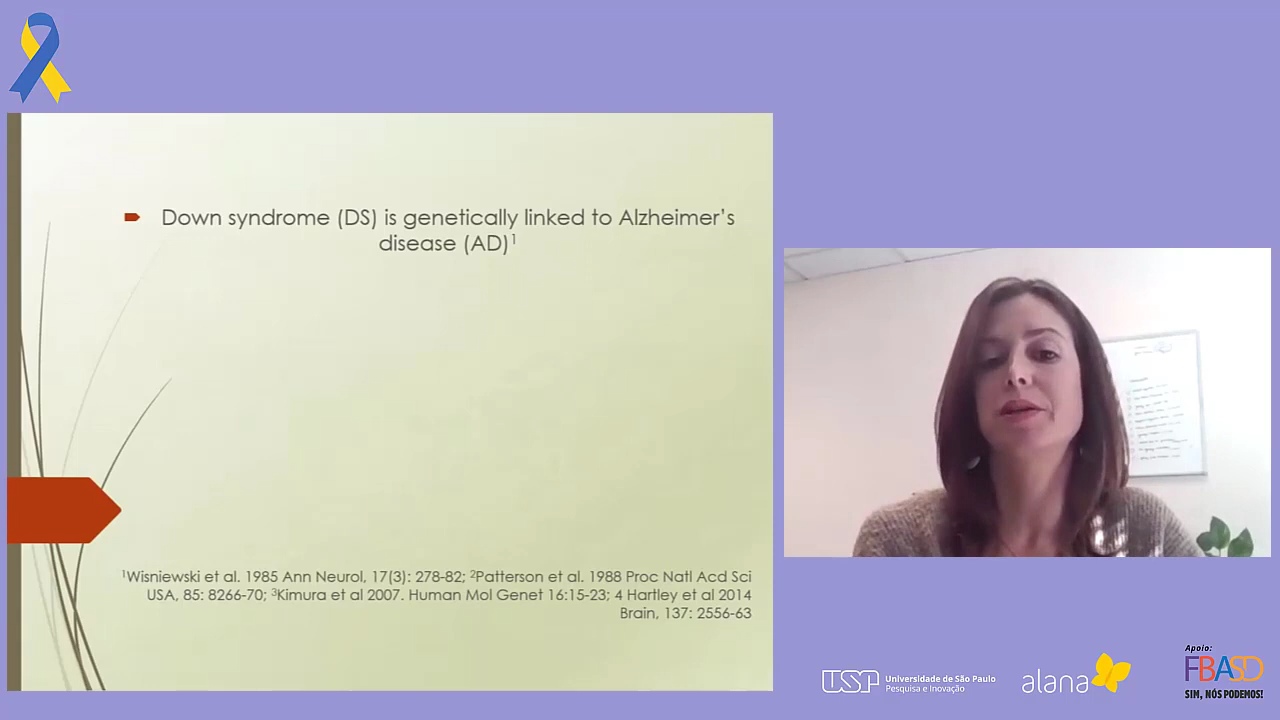 Down syndrome (DS) is genetically linked to Alzheimer's
disease (AD)¹
¹Wisniewski et al. 1985 Ann Neurol, 17(3): 278-82; ²Patterson et al. 1988 Proc Natl Acd Sci
USA, 85: 8266-70; ³Kimura et al 2007. Human Mol Genet 16:15-23; 4 Hartley et al 2014
Brain, 137: 2556-63
USP Universidade de São Paulo
Pesquisa e Inovação
alana
Apoio:
FBASD
SIM, NÓS PODEMOS!